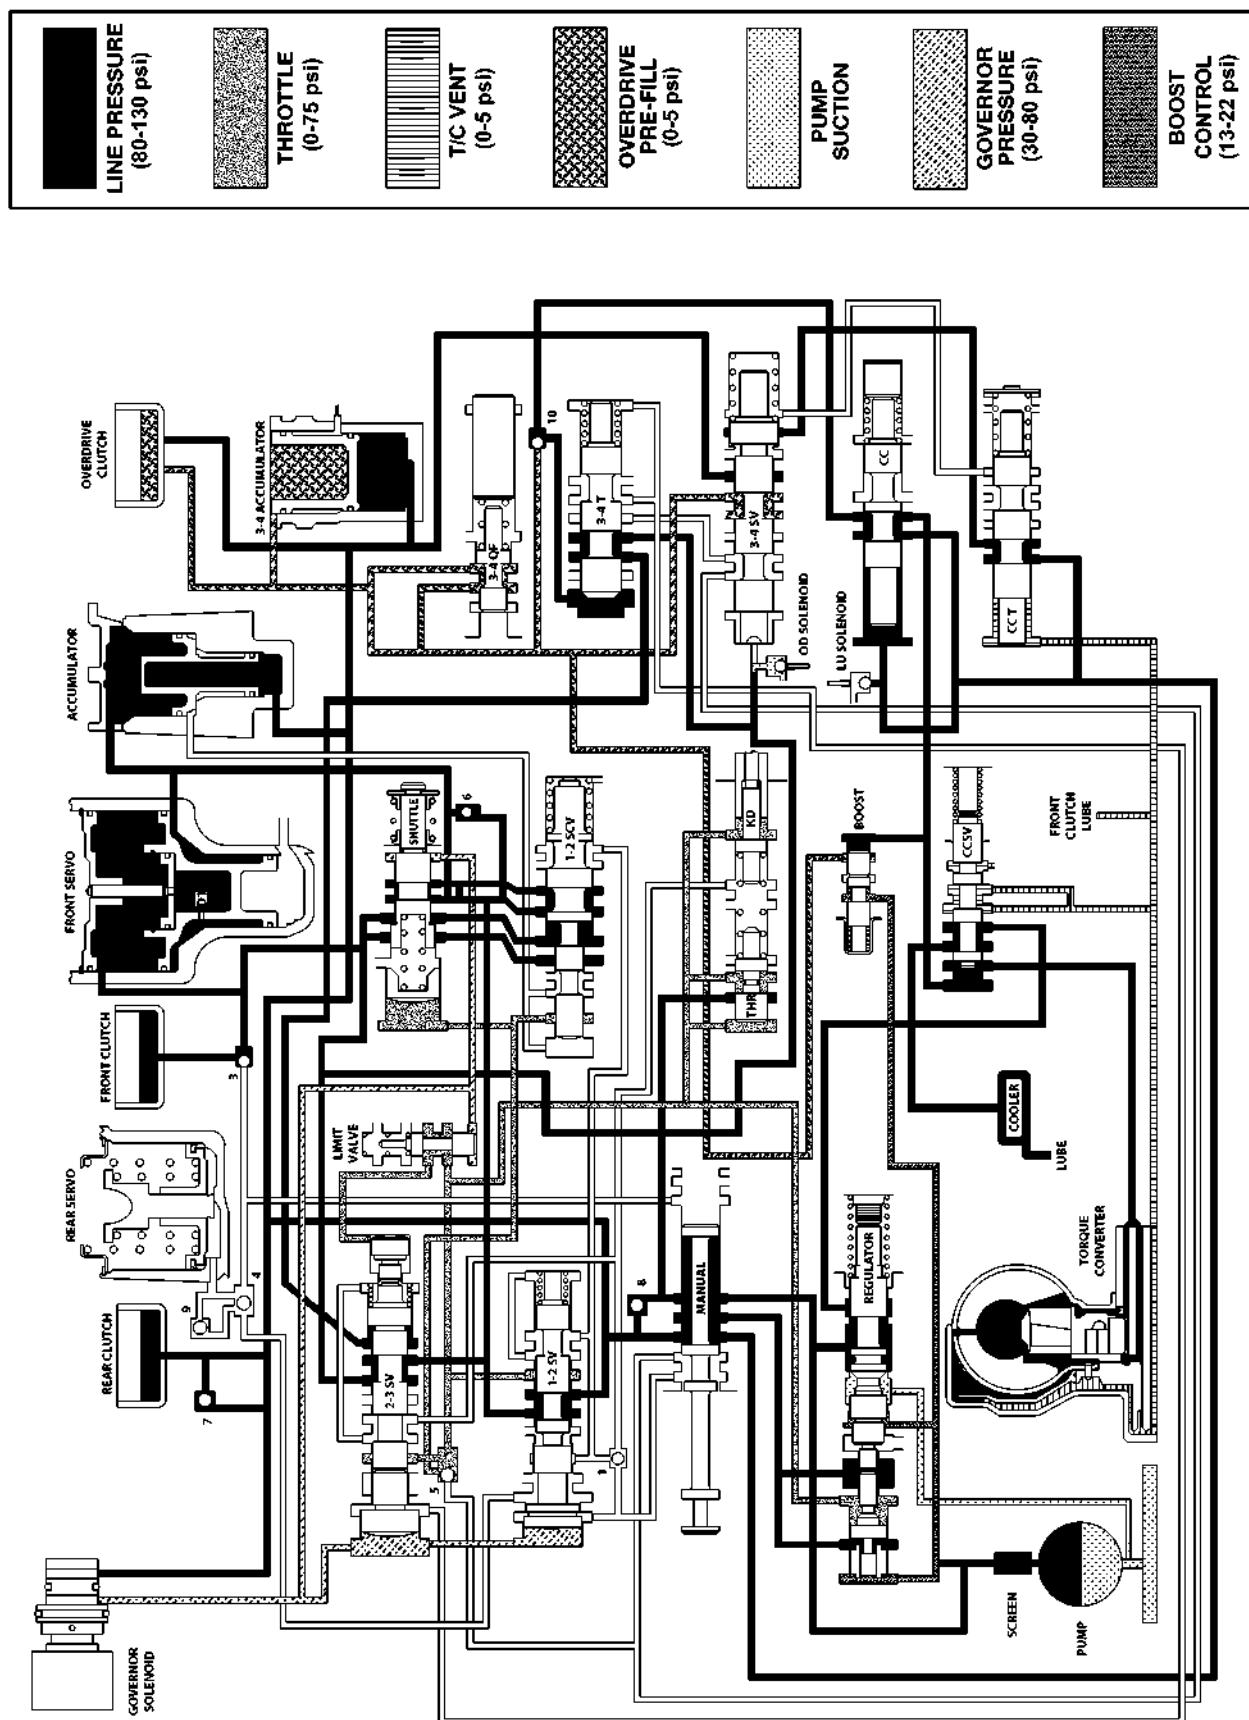 LINE PRESSURE
(80-130 psi)
THROTTLE
(0-75 psi)
T/C VENT
(0-5 psi)
OVERDRIVE
PRE-FILL
(0-5 psi)
PUMP
SUCTION
GOVERNOR
PRESSURE
(30-80 psi)
BOOST
CONTROL
(13-22 psi)
GOVERNOR
SOLENOID
REAR CLUTCH
7
9
4
REAR SERVO
FRONT CLUTCH
3
FRONT SERVO
ACCUMULATOR
OVERDRIVE
CLUTCH
3-4 ACCUMULATOR
2-3 SV
5
LIMIT
VALVE
SHUTTLE
6
3-4 QF
10
1-2 SV
1
1-2 SCV
3-4 T
8
MANUAL
THR
KD
3-4 SV
OD SOLENOID
LU SOLENOID
CC
REGULATOR
BOOST
CCSV
CC T
SCREEN
PUMP
TORQUE
CONVERTER
COOLER
LUBE
FRONT
CLUTCH
LUBE